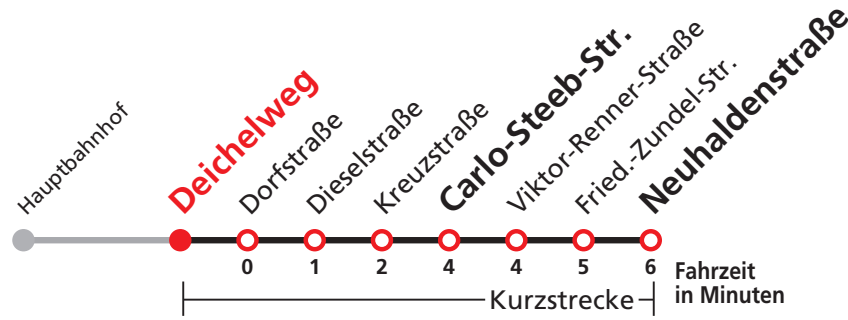 Hauptbahnhof
Deichelweg
Dorfstraße
Dieselstraße
Kreuzstraße
Carlo-Steeb-Str.
Viktor-Renner-Straße
Fried.-Zundel-Str.
Neuhaldenstraße
0 1 2 4 4 5 6
Fahrzeit
in Minuten
Kurzstrecke